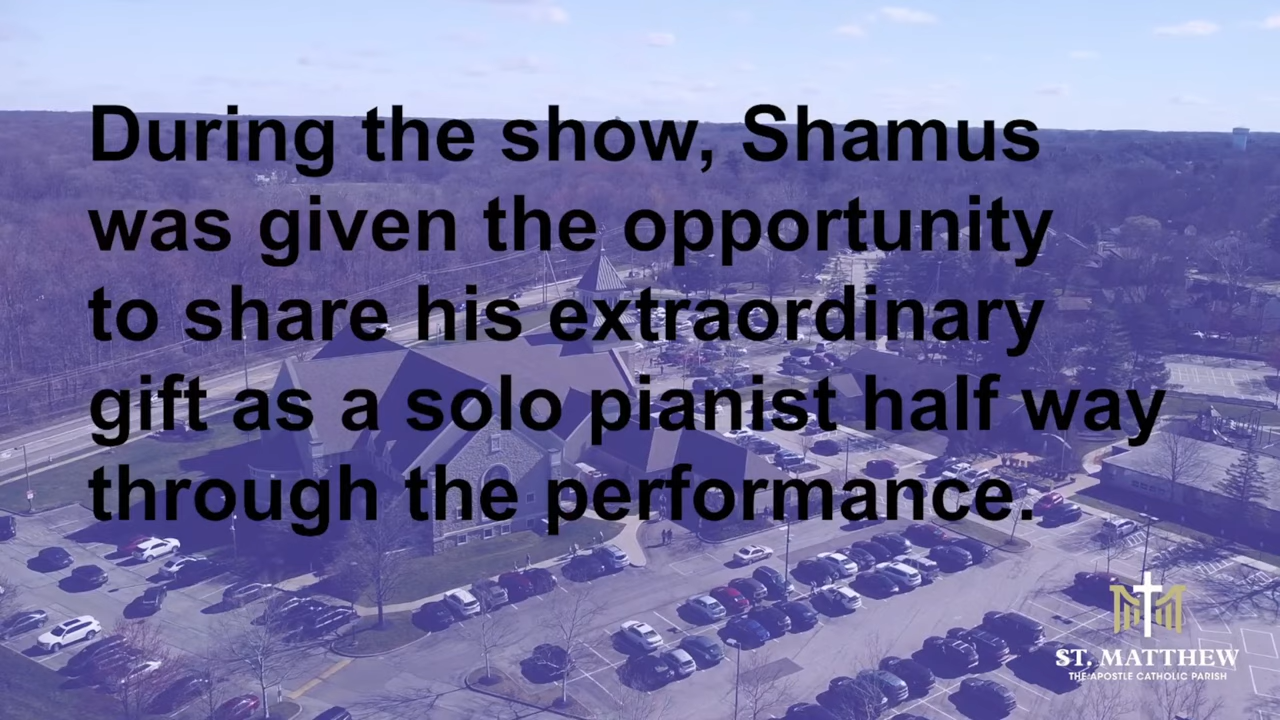 During the show, Shamus
was given the opportunity
to share his extraordinary
gift as a solo pianist half way
through the performance.
ST. MATTHEW
THE APOSTLE CATHOLIC PARISH